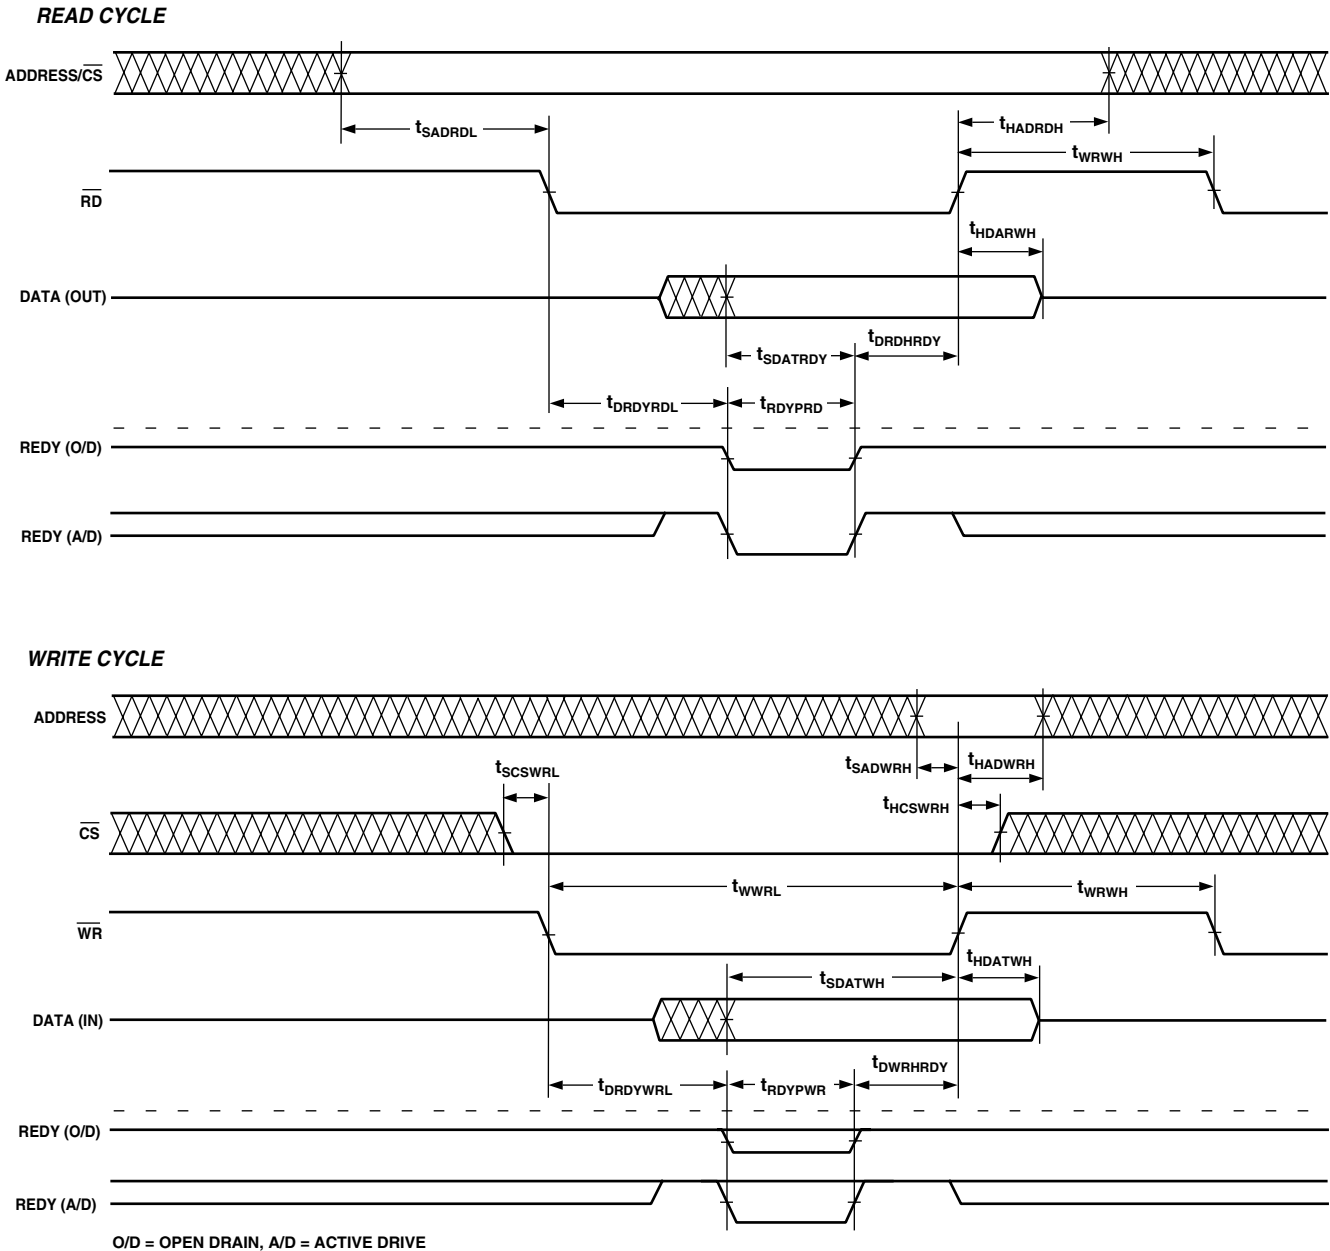 READ CYCLE
ADDRESS/CS
tSADRDL
tHADRDH
tWRWH
RD
tHDARWH
DATA (OUT)
tSDATRDY
tDRDHRDY
tDRDYRDL
tRDYPRD
REDY (O/D)
REDY (A/D)
WRITE CYCLE
ADDRESS
tSCSWRL
tSADWRH
tHADWRH
tHCSWRH
CS
tWWRL
tWRWH
WR
tHDATWH
tSDATWH
DATA (IN)
tDWRHRDY
tDRDYWRL
tRDYPWR
REDY (O/D)
REDY (A/D)
O/D = OPEN DRAIN, A/D = ACTIVE DRIVE